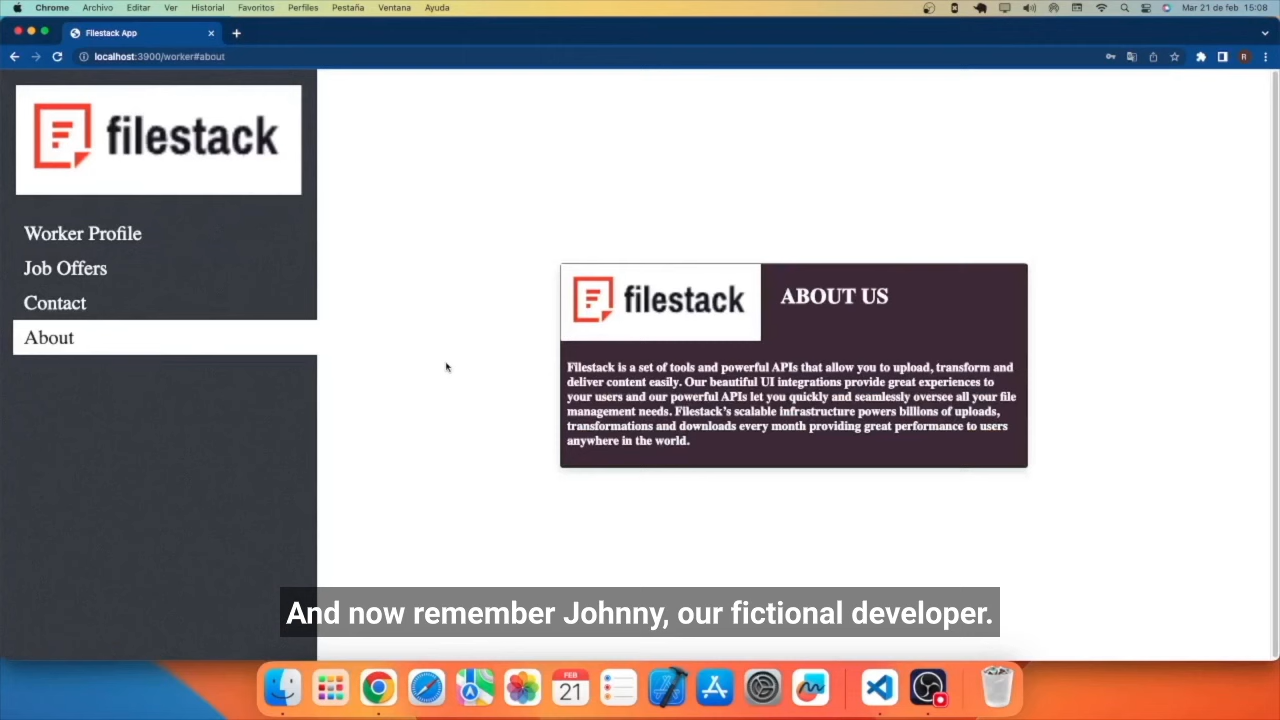 Chrome Archivo Editar Ver Historial Favoritos Perfiles Pestaña Ventana Ayuda Mar 21 de feb 15:08
Filestack App
localhost:3900/worker#about
R
filestack
Worker Profile
Job Offers
Contact
About
filestack
ABOUT US
Filestack is a set of tools and powerful APIs that allow you to upload, transform and
deliver content easily. Our beautiful UI integrations provide great experiences to
your users and our powerful APIs let you quickly and seamlessly oversee all your file
management needs. Filestack's scalable infrastructure powers billions of uploads,
transformations and downloads every month providing great performance to users
anywhere in the world.
And now remember Johnny, our fictional developer.
FEB
21